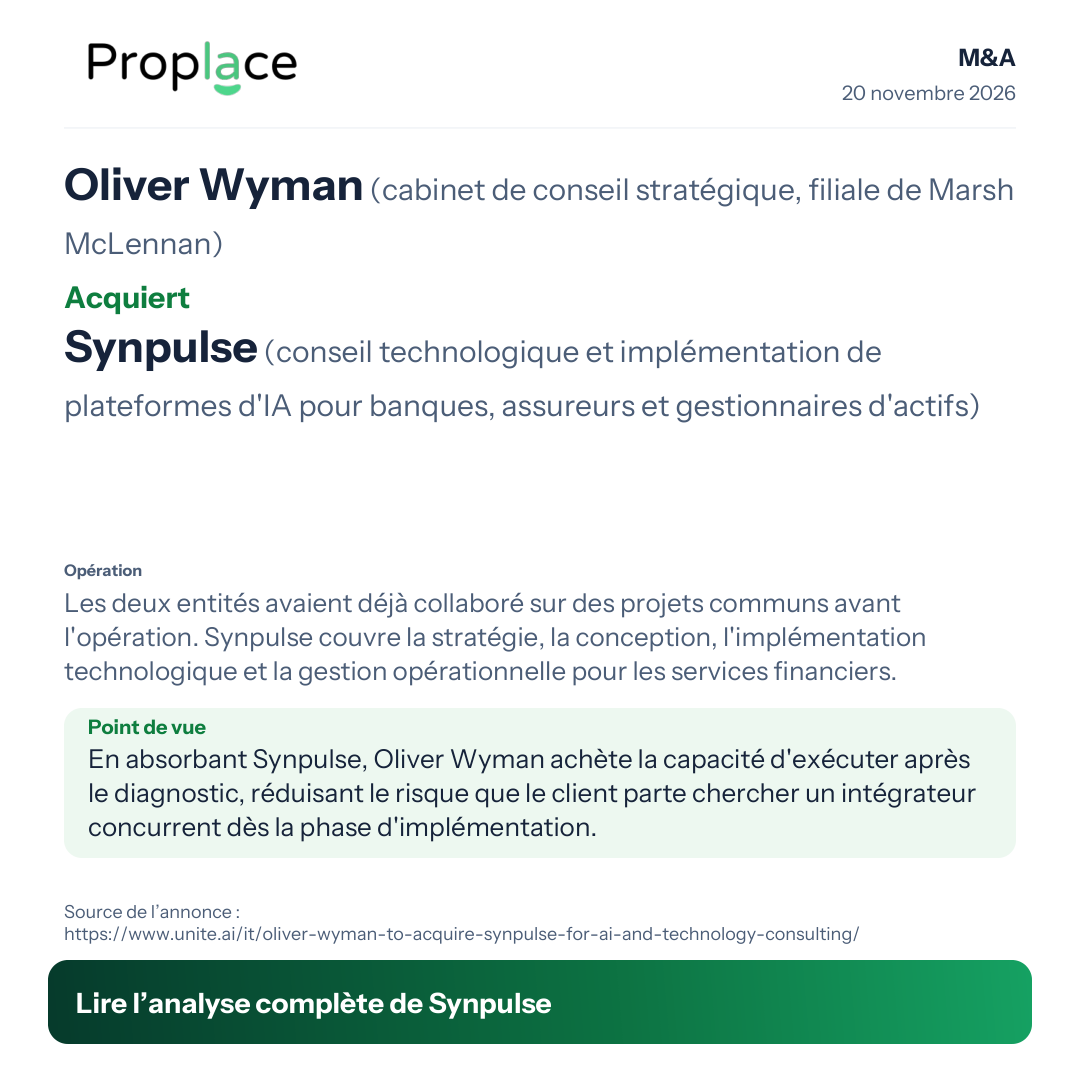 Proplace
M&A
20 novembre 2026
Oliver Wyman (cabinet de conseil stratégique, filiale de Marsh
McLennan)
Acquiert
Synpulse (conseil technologique et implémentation de
plateformes d'IA pour banques, assureurs et gestionnaires d'actifs)
Opération
Les deux entités avaient déjà collaboré sur des projets communs avant
l'opération. Synpulse couvre la stratégie, la conception, l'implémentation
technologique et la gestion opérationnelle pour les services financiers.
Point de vue
En absorbant Synpulse, Oliver Wyman achète la capacité d'exécuter après
le diagnostic, réduisant le risque que le client parte chercher un intégrateur
concurrent dès la phase d'implémentation.
Source de l’annonce :
https://www.unite.ai/it/oliver-wyman-to-acquire-synpulse-for-ai-and-technology-consulting/
Lire l’analyse complète de Synpulse